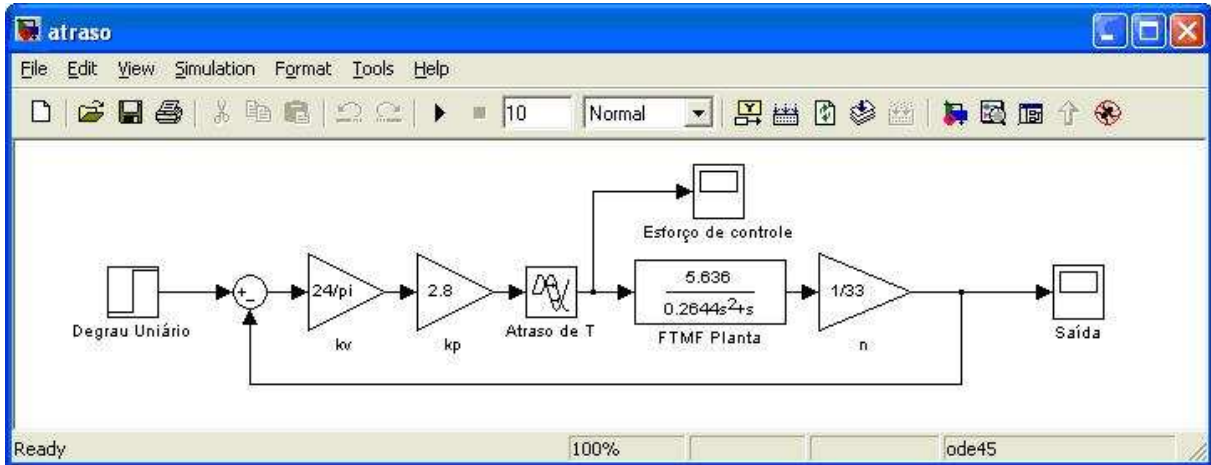 atraso
File Edit View Simulation Format Tools Help
10 Normal
Esforço de controle
Degrau Uniário
+
-
24/pi
kv
2.8
kp
Atraso de T
5.636
0.2644s²+s
FTMF Planta
1/33
n
Saída
Ready 100% ode45